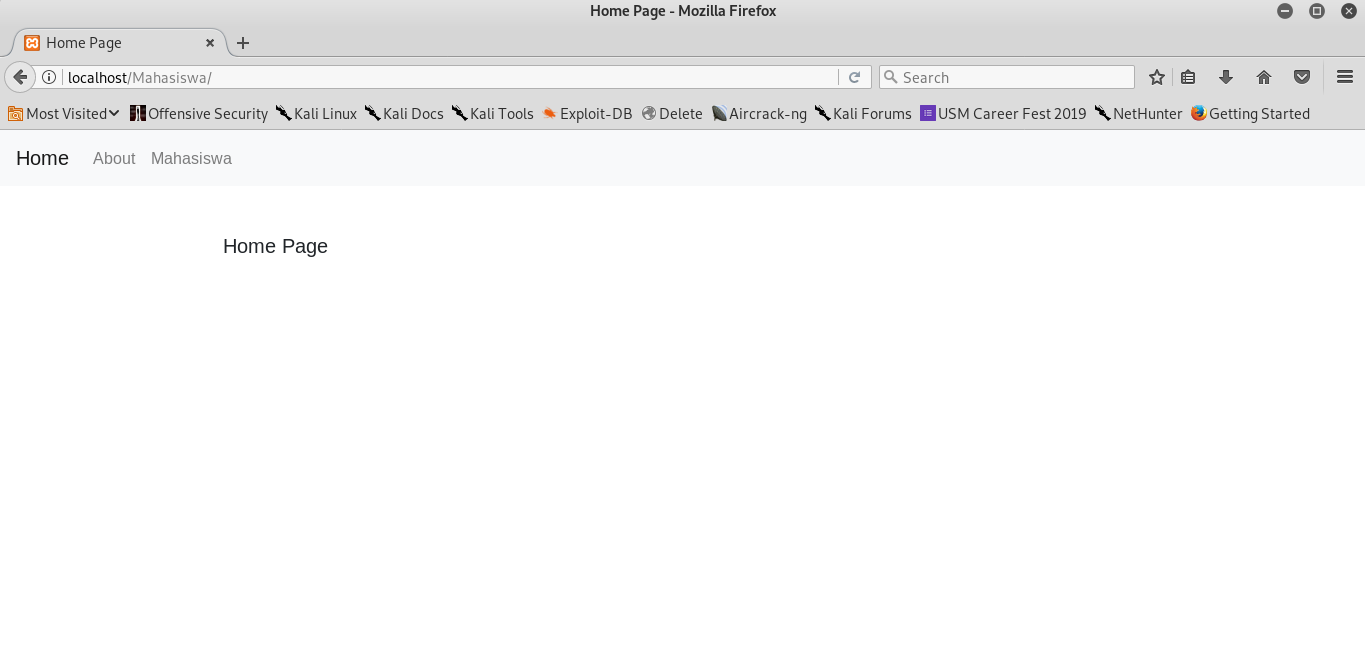 Home Page - Mozilla Firefox
Home Page
localhost/Mahasiswa/
Search
Most Visited Offensive Security Kali Linux Kali Docs Kali Tools Exploit-DB Delete Aircrack-ng Kali Forums USM Career Fest 2019 NetHunter Getting Started
Home About Mahasiswa
Home Page